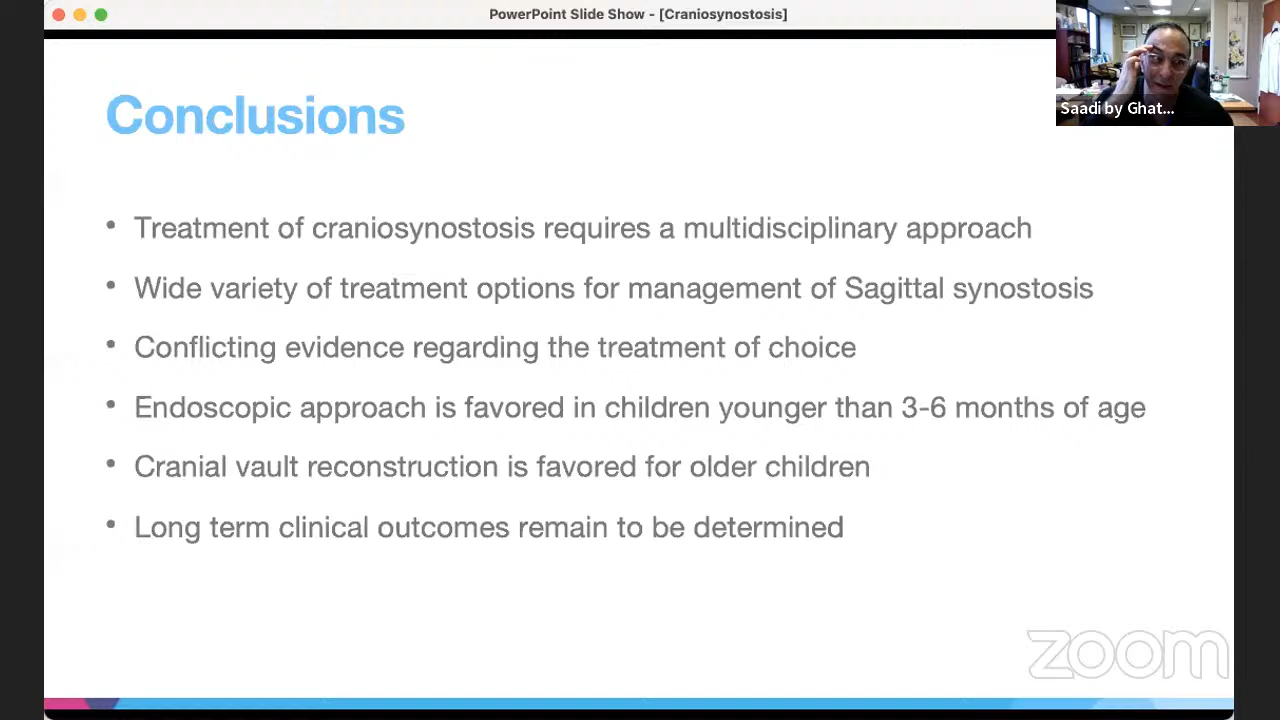 PowerPoint Slide Show - [Craniosynostosis]
Saadi by Ghat...
Conclusions
• Treatment of craniosynostosis requires a multidisciplinary approach
• Wide variety of treatment options for management of Sagittal synostosis
• Conflicting evidence regarding the treatment of choice
• Endoscopic approach is favored in children younger than 3-6 months of age
• Cranial vault reconstruction is favored for older children
• Long term clinical outcomes remain to be determined
zoom